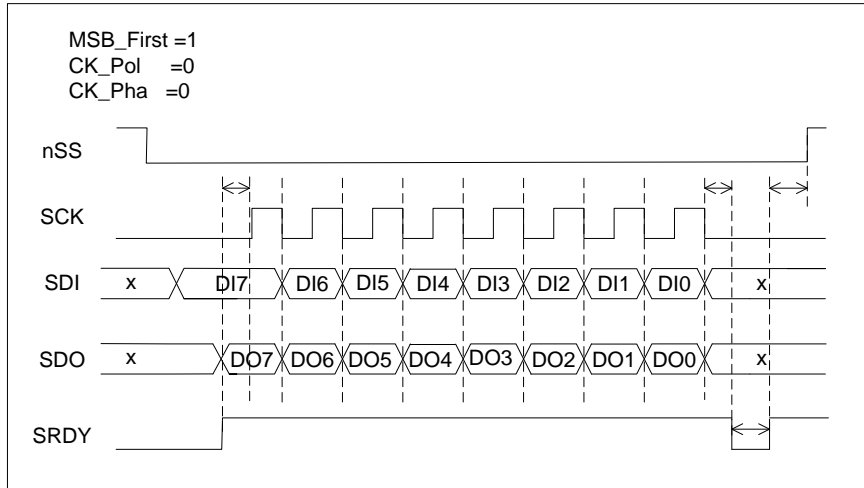 MSB_First =1
CK_Pol =0
CK_Pha =0
nSS
SCK
SDI x DI7 DI6 DI5 DI4 DI3 DI2 DI1 DI0 x
SDO x DO7 DO6 DO5 DO4 DO3 DO2 DO1 DO0 x
SRDY